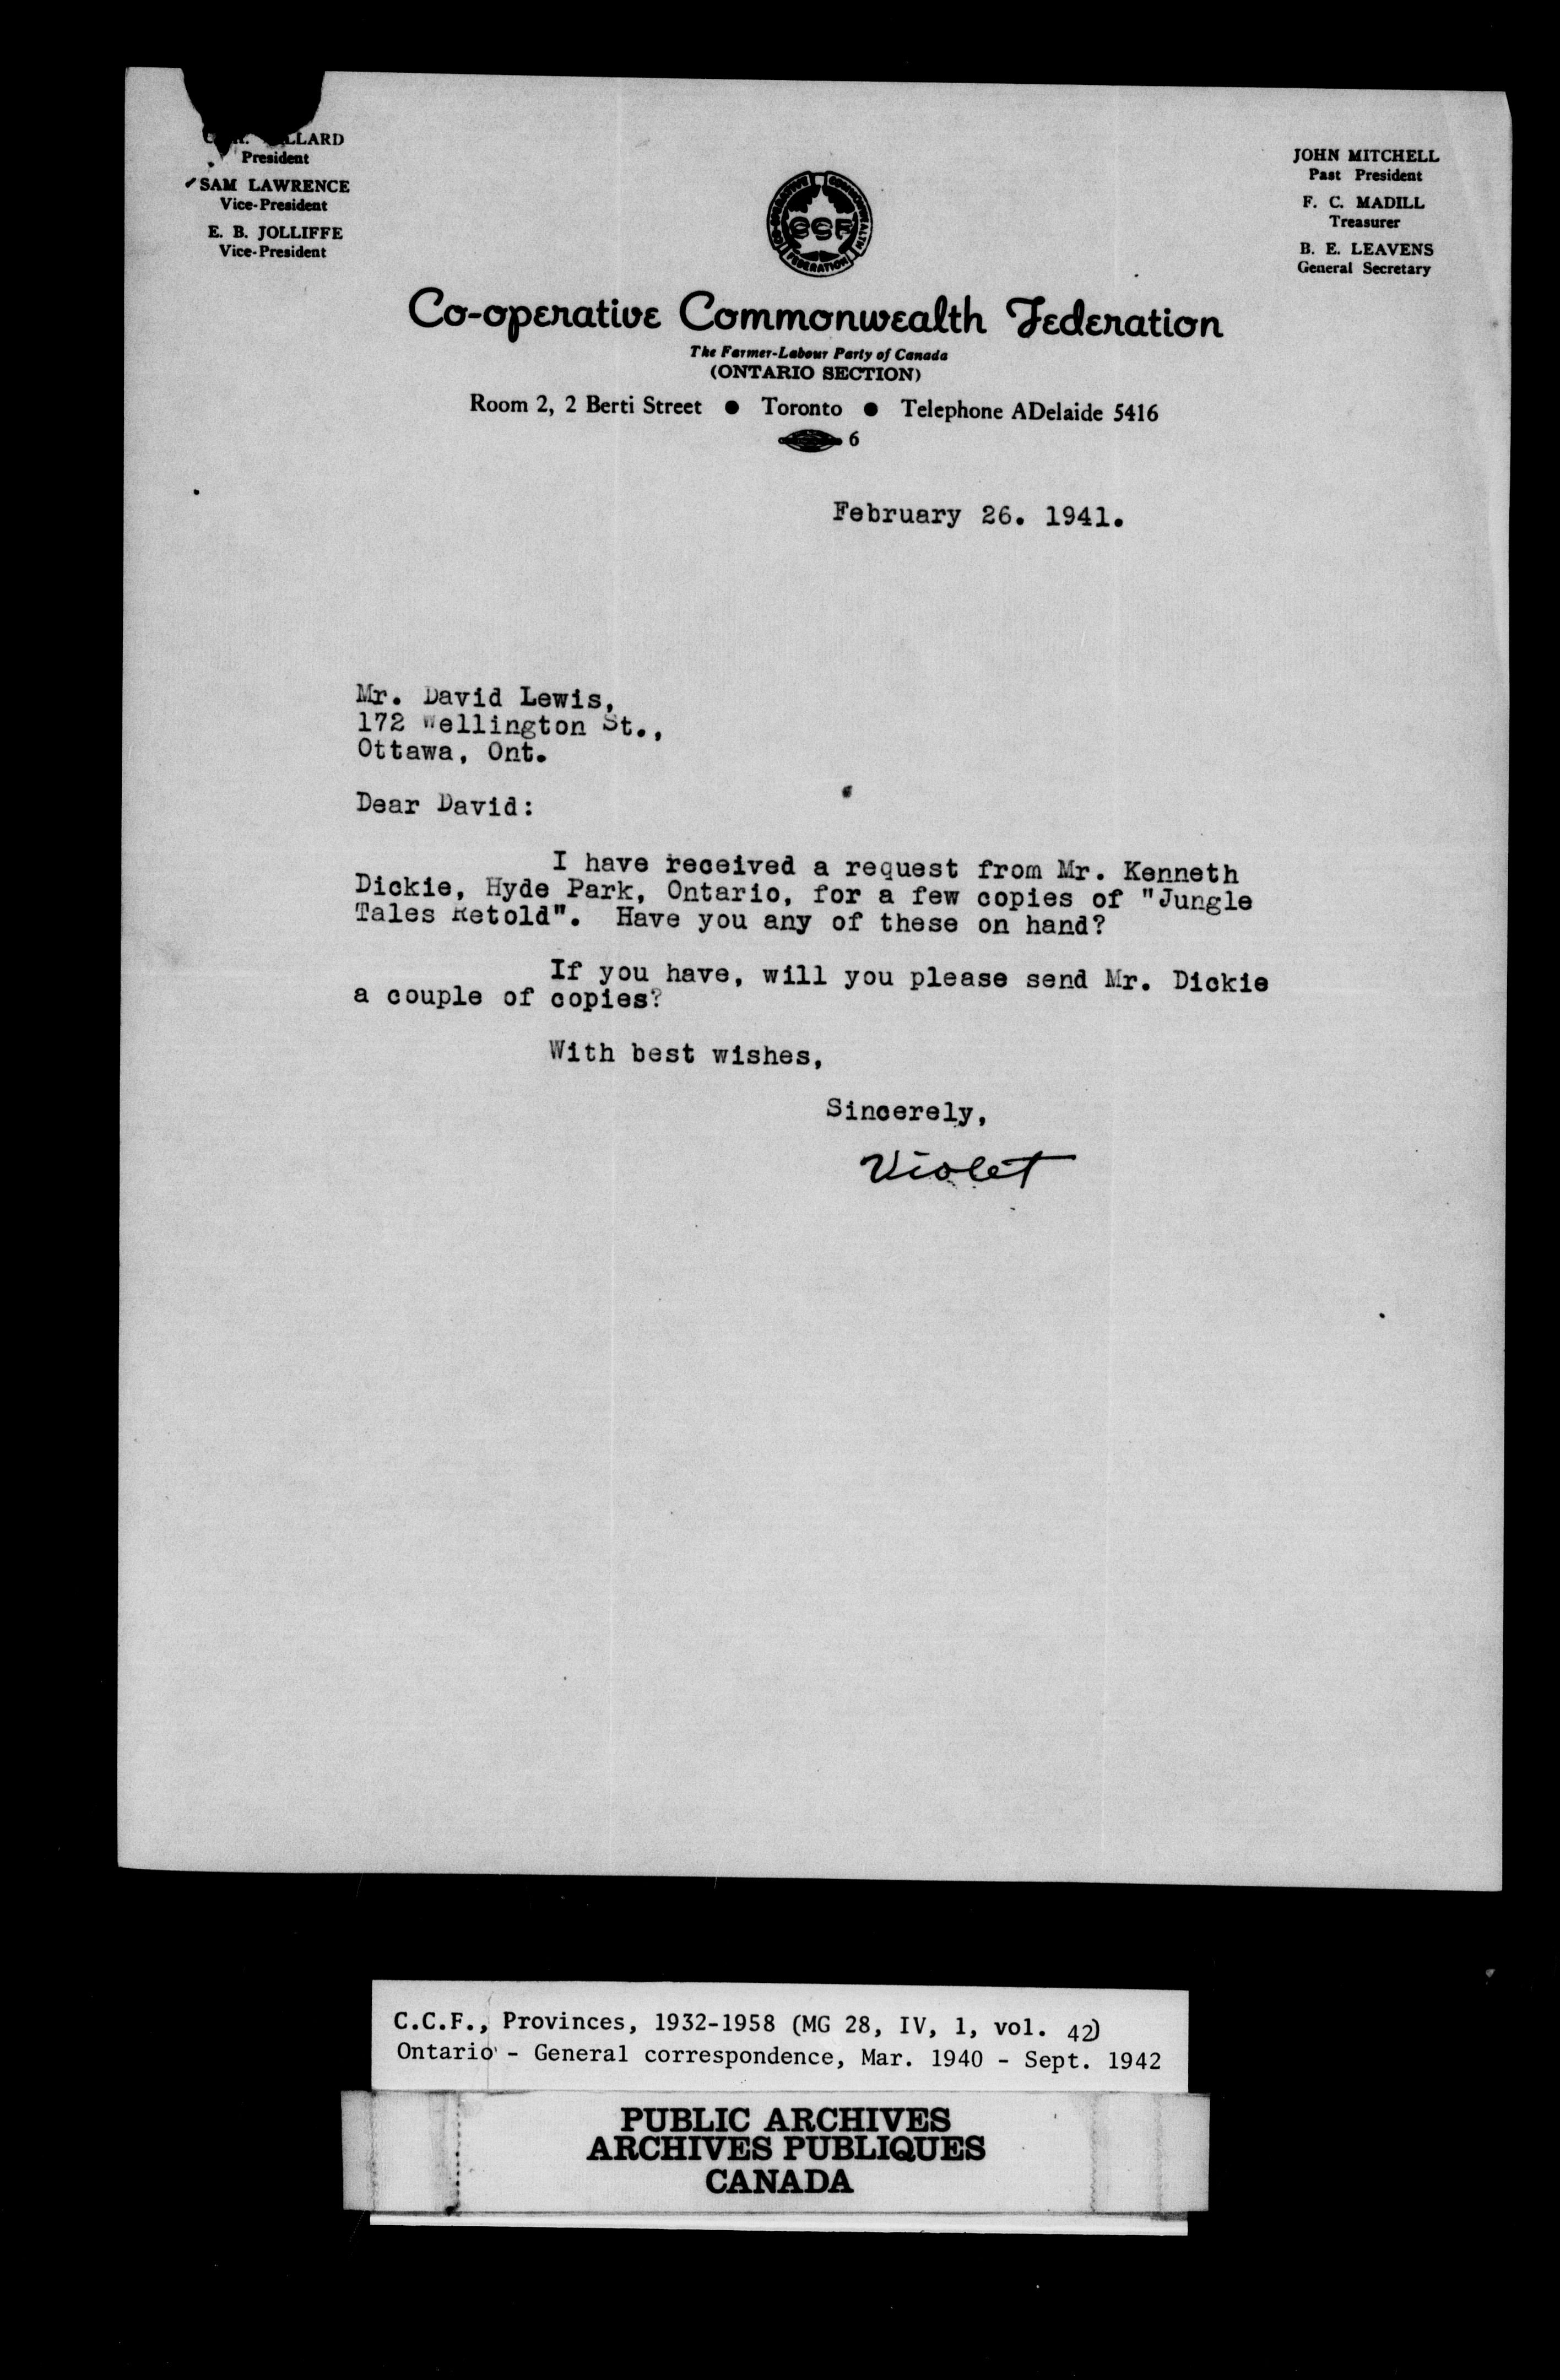 LLARD
President
SAM LAWRENCE
Vice-President
E. B. JOLLIFFE
Vice-President
JOHN MITCHELL
Past President
F. C. MADILL
Treasurer
B. E. LEAVENS
General Secretary
CO-OPERATIVE COMMONWEALTH
CCF
FEDERATION
Co-operative Commonwealth Federation
The Farmer-Labour Party of Canada
(ONTARIO SECTION)
Room 2, 2 Berti Street ● Toronto ● Telephone ADelaide 5416
6
February 26. 1941.
Mr. David Lewis,
172 Wellington St.,
Ottawa, Ont.
Dear David:
I have received a request from Mr. Kenneth
Dickie, Hyde Park, Ontario, for a few copies of "Jungle
Tales Retold". Have you any of these on hand?
If you have, will you please send Mr. Dickie
a couple of copies?
With best wishes,
Sincerely,
Violet
C.C.F., Provinces, 1932-1958 (MG 28, IV, 1, vol. 42)
Ontario - General correspondence, Mar. 1940 - Sept. 1942
PUBLIC ARCHIVES
ARCHIVES PUBLIQUES
CANADA